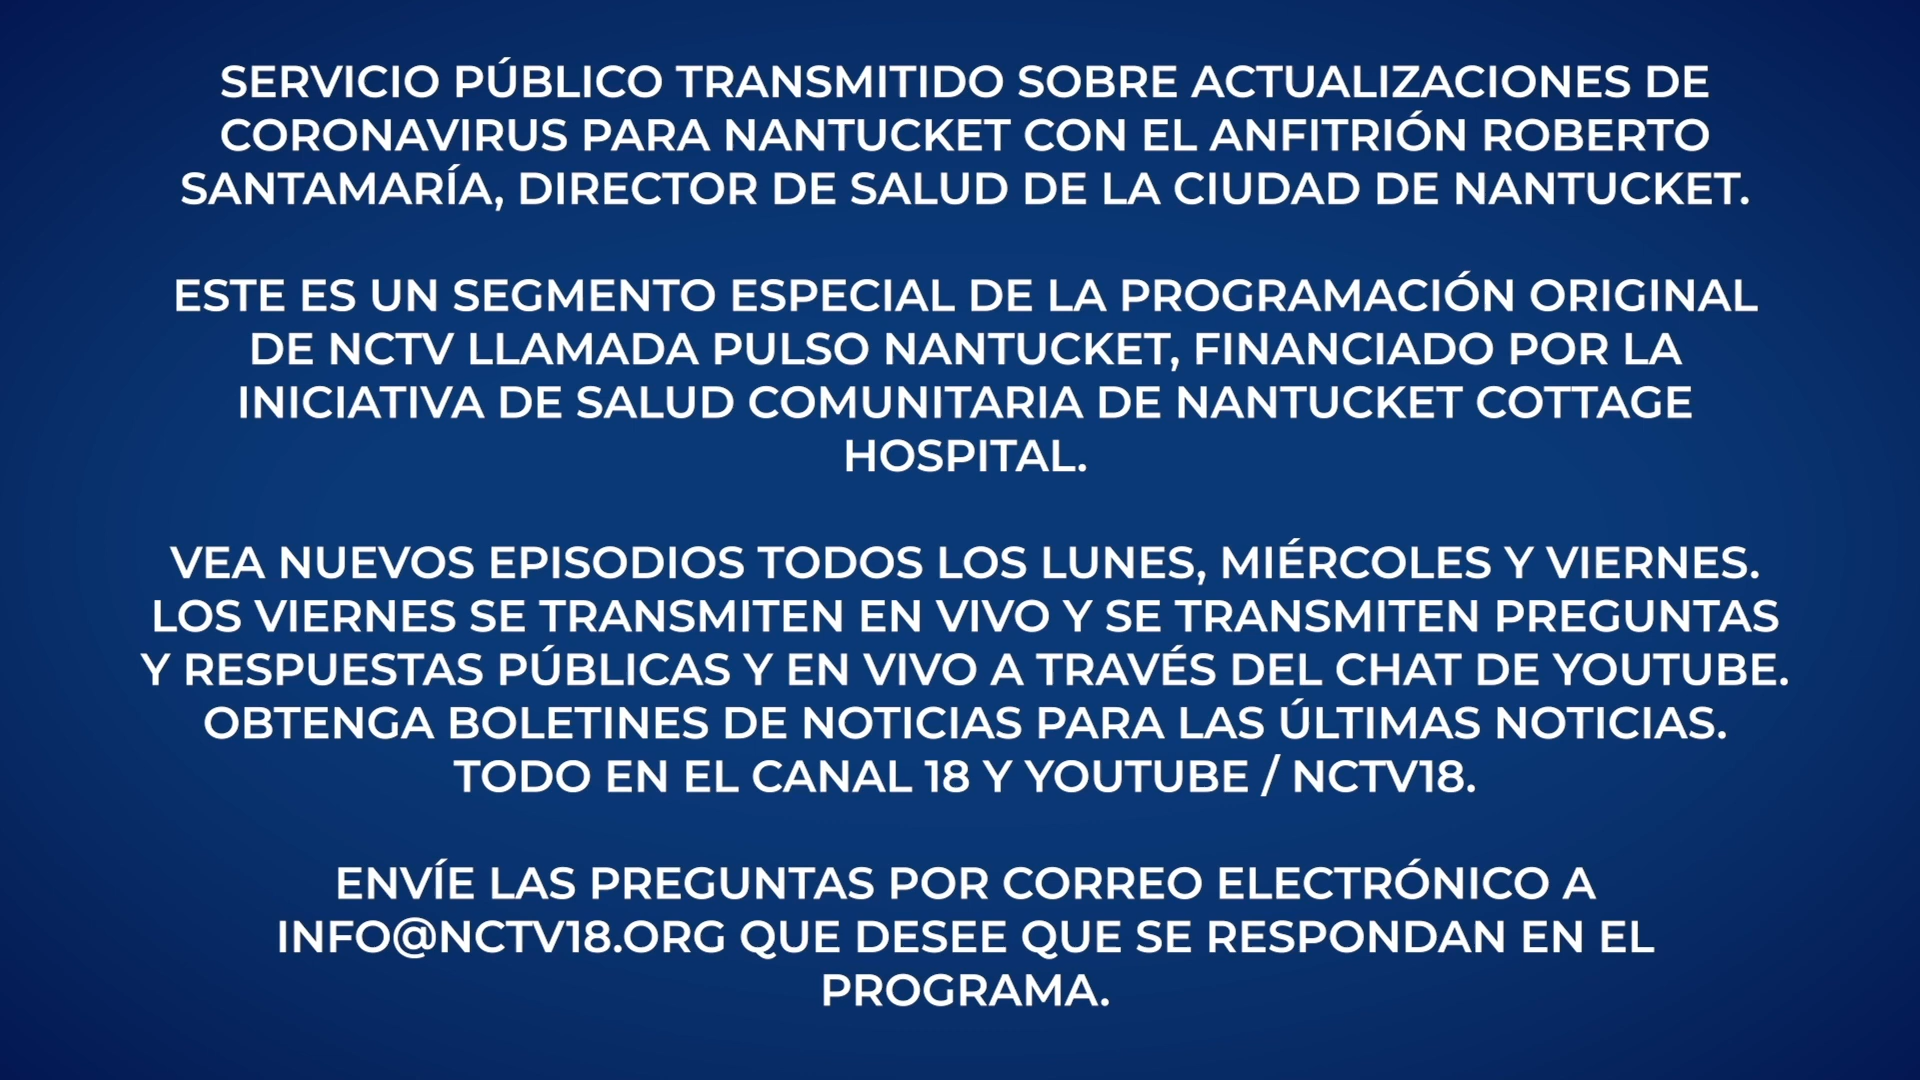 SERVICIO PÚBLICO TRANSMITIDO SOBRE ACTUALIZACIONES DE
CORONAVIRUS PARA NANTUCKET CON EL ANFITRIÓN ROBERTO
SANTAMARÍA, DIRECTOR DE SALUD DE LA CIUDAD DE NANTUCKET.
ESTE ES UN SEGMENTO ESPECIAL DE LA PROGRAMACIÓN ORIGINAL
DE NCTV LLAMADA PULSO NANTUCKET, FINANCIADO POR LA
INICIATIVA DE SALUD COMUNITARIA DE NANTUCKET COTTAGE
HOSPITAL.
VEA NUEVOS EPISODIOS TODOS LOS LUNES, MIÉRCOLES Y VIERNES.
LOS VIERNES SE TRANSMITEN EN VIVO Y SE TRANSMITEN PREGUNTAS
Y RESPUESTAS PÚBLICAS Y EN VIVO A TRAVÉS DEL CHAT DE YOUTUBE.
OBTENGA BOLETINES DE NOTICIAS PARA LAS ÚLTIMAS NOTICIAS.
TODO EN EL CANAL 18 Y YOUTUBE / NCTV18.
ENVÍE LAS PREGUNTAS POR CORREO ELECTRÓNICO A
INFO@NCTV18.ORG QUE DESEE QUE SE RESPONDAN EN EL
PROGRAMA.